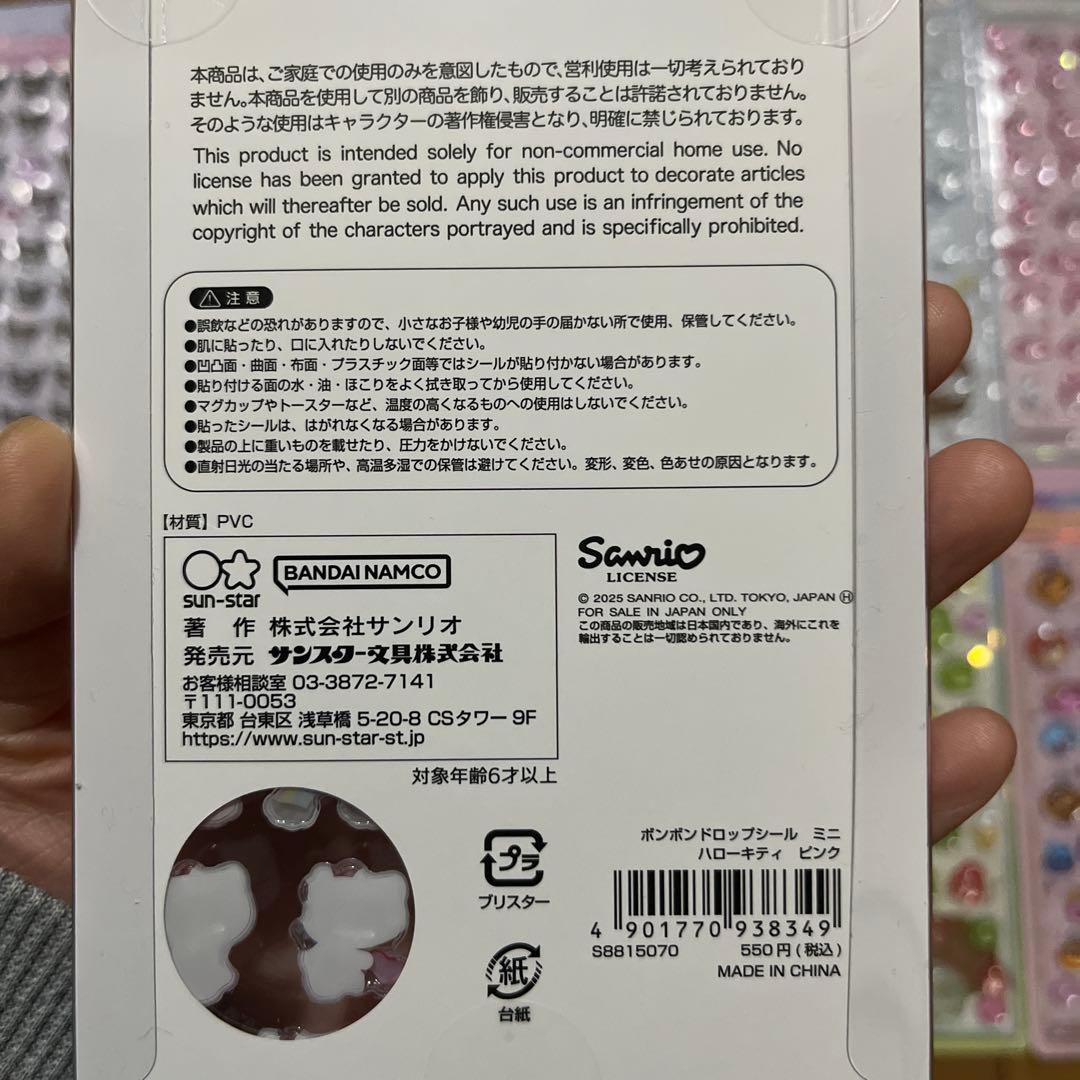 本商品は、ご家庭での使用のみを意図したもので、営利使用は一切考えられており
ません。本商品を使用して別の商品を飾り、販売することは許諾されておりません。
そのような使用はキャラクターの著作権侵害となり、明確に禁じられております。
This product is intended solely for non-commercial home use. No
license has been granted to apply this product to decorate articles
which will thereafter be sold. Any such use is an infringement of the
copyright of the characters portrayed and is specifically prohibited.
注意
●誤飲などの恐れがありますので、小さなお子様や幼児の手の届かない所で使用、保管してください。
●肌に貼ったり、口に入れたりしないでください。
●凹凸面・曲面・布面・プラスチック面等ではシールが貼り付かない場合があります。
●貼り付ける面の水・油・ほこりをよく拭き取ってから使用してください。
●マグカップやトースターなど、温度の高くなるものへの使用はしないでください。
●貼ったシールは、はがれなくなる場合があります。
●製品の上に重いものを載せたり、圧力をかけないでください。
●直射日光の当たる場所や、高温多湿での保管は避けてください。変形、変色、色あせの原因となります。
【材質】PVC
sun-star
BANDAI NAMCO
著 作 株式会社サンリオ
発売元 サンスター文具株式会社
お客様相談室 03-3872-7141
〒111-0053
東京都 台東区 浅草橋 5-20-8 CSタワー 9F
https://www.sun-star-st.jp
Sanrio
LICENSE
© 2025 SANRIO CO., LTD. TOKYO, JAPAN Ⓗ
FOR SALE IN JAPAN ONLY
この商品の販売地域は日本国内であり、海外にこれを
輸出することは一切認められておりません。
対象年齢6才以上
プラ
ブリスター
紙
台紙
ボンボンドロップシール ミニ
ハローキティ ピンク
4 901770 938349
S8815070 550円(税込)
MADE IN CHINA